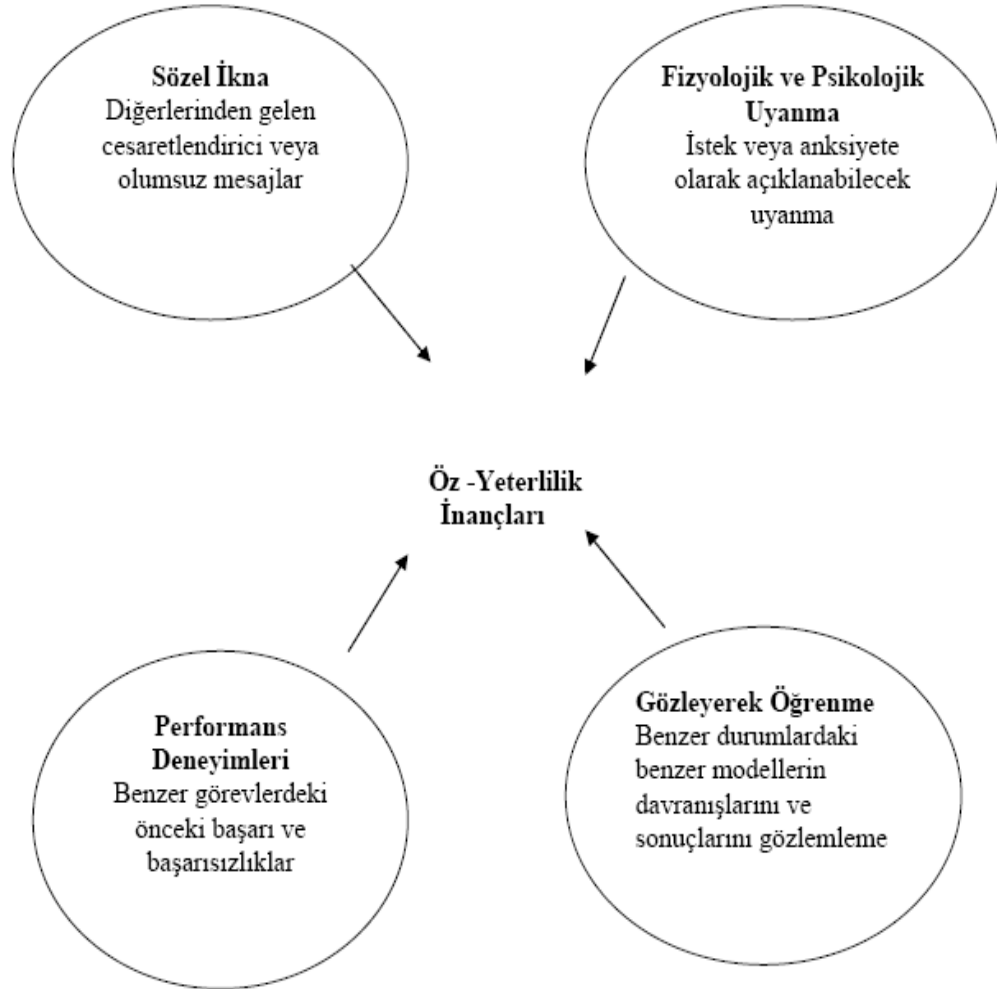 Sözel İkna
Diğerlerinden gelen
cesaretlendirici veya
olumsuz mesajlar
Fizyolojik ve Psikolojik
Uyanma
İstek veya anksiyete
olarak açıklanabilecek
uyanma
Öz -Yeterlilik
İnançları
Performans
Deneyimleri
Benzer görevlerdeki
önceki başarı ve
başarısızlıklar
Gözleyerek Öğrenme
Benzer durumlardaki
benzer modellerin
davranışlarını ve
sonuçlarını gözlemleme